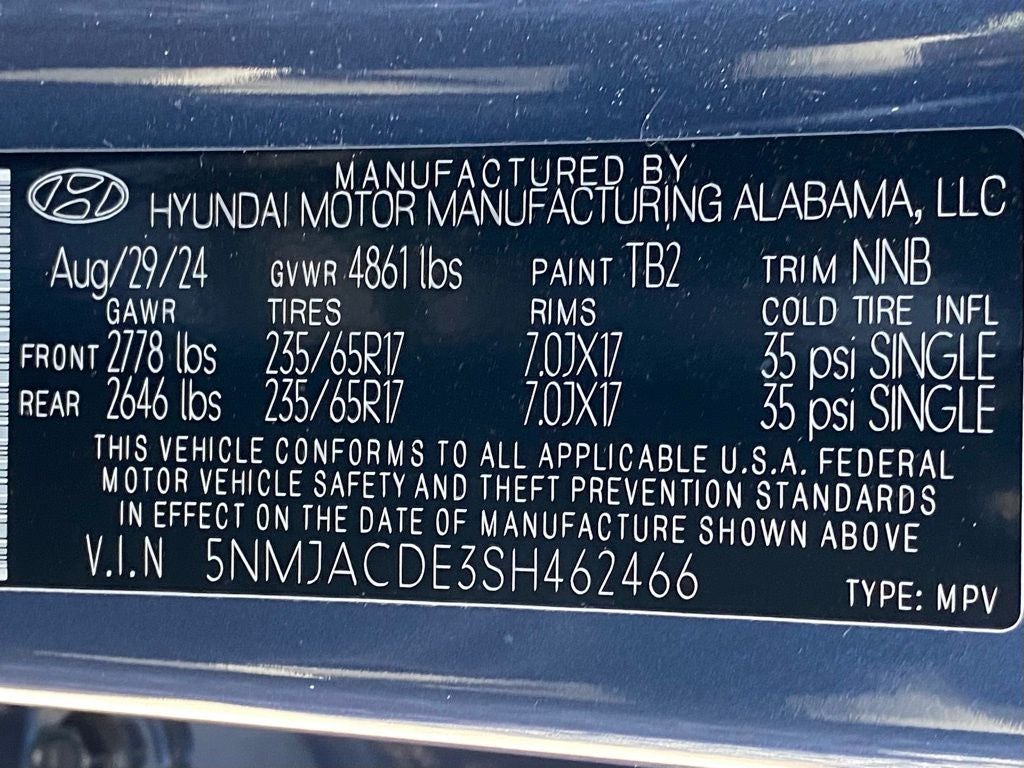 MANUFACTURED BY
HYUNDAI MOTOR MANUFACTURING ALABAMA, LLC
Aug/29/24 GVWR 4861 lbs PAINT TB2 TRIM NNB
GAWR TIRES RIMS COLD TIRE INFL
FRONT 2778 lbs 235/65R17 7.0JX17 35 psi SINGLE
REAR 2646 lbs 235/65R17 7.0JX17 35 psi SINGLE
THIS VEHICLE CONFORMS TO ALL APPLICABLE U.S.A. FEDERAL
MOTOR VEHICLE SAFETY AND THEFT PREVENTION STANDARDS
IN EFFECT ON THE DATE OF MANUFACTURE SHOWN ABOVE
V.I.N 5NMJACDE3SH462466
TYPE: MPV